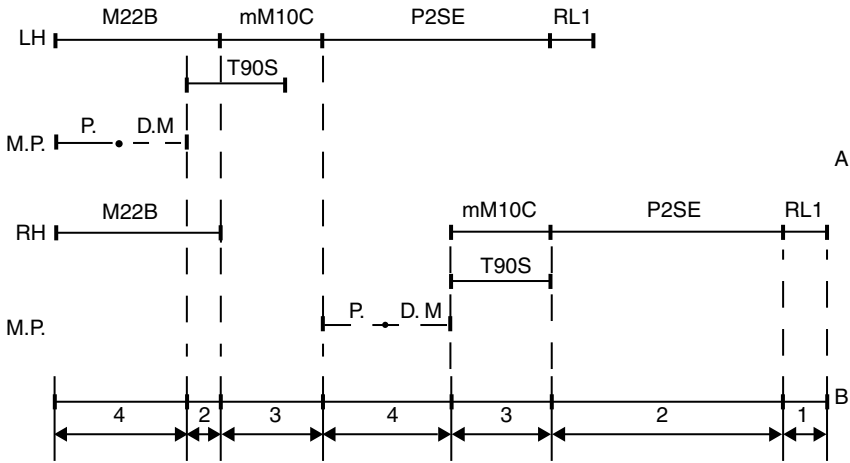 M22B mM10C P2SE RL1
LH
T90S
P. D.M
M.P.
A
M22B mM10C P2SE RL1
RH
T90S
P. D. M
M.P.
B
4 2 3 4 3 2 1